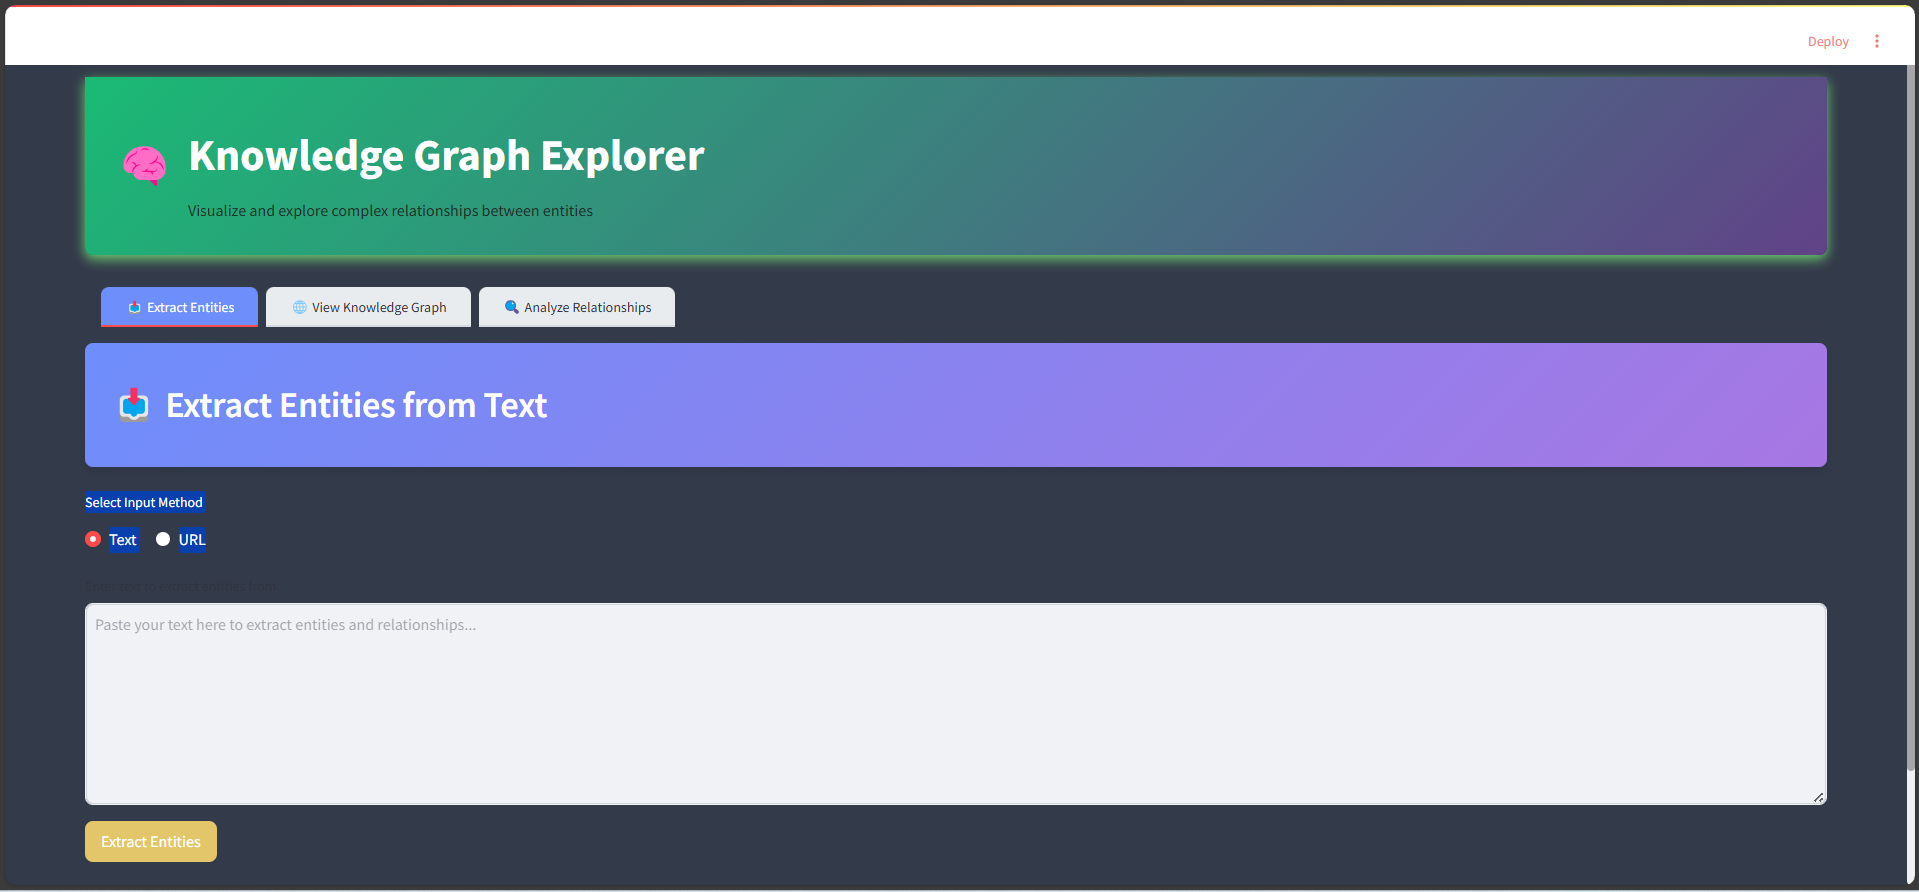 Deploy
Knowledge Graph Explorer
Visualize and explore complex relationships between entities
Extract Entities
View Knowledge Graph
Analyze Relationships
Extract Entities from Text
Select Input Method
Text
URL
Enter text to extract entities from:
Paste your text here to extract entities and relationships...
Extract Entities